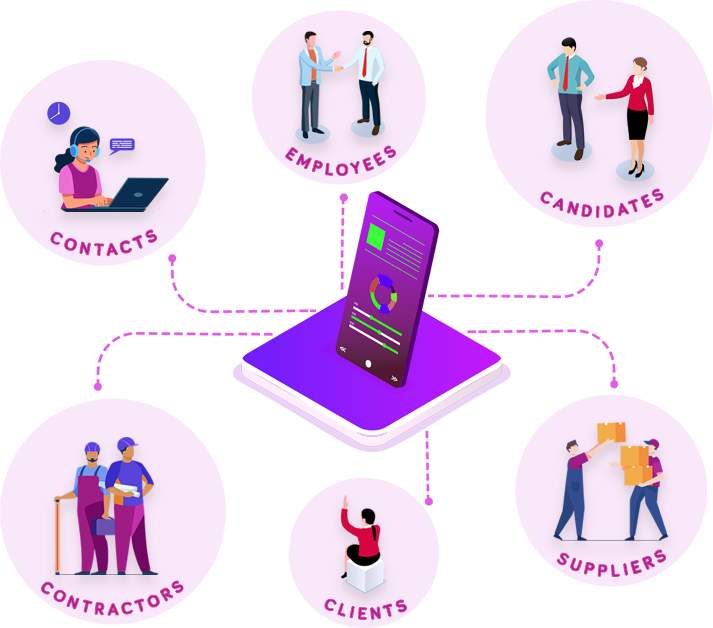 EMPLOYEES
CANDIDATES
CONTACTS
CONTRACTORS
CLIENTS
SUPPLIERS